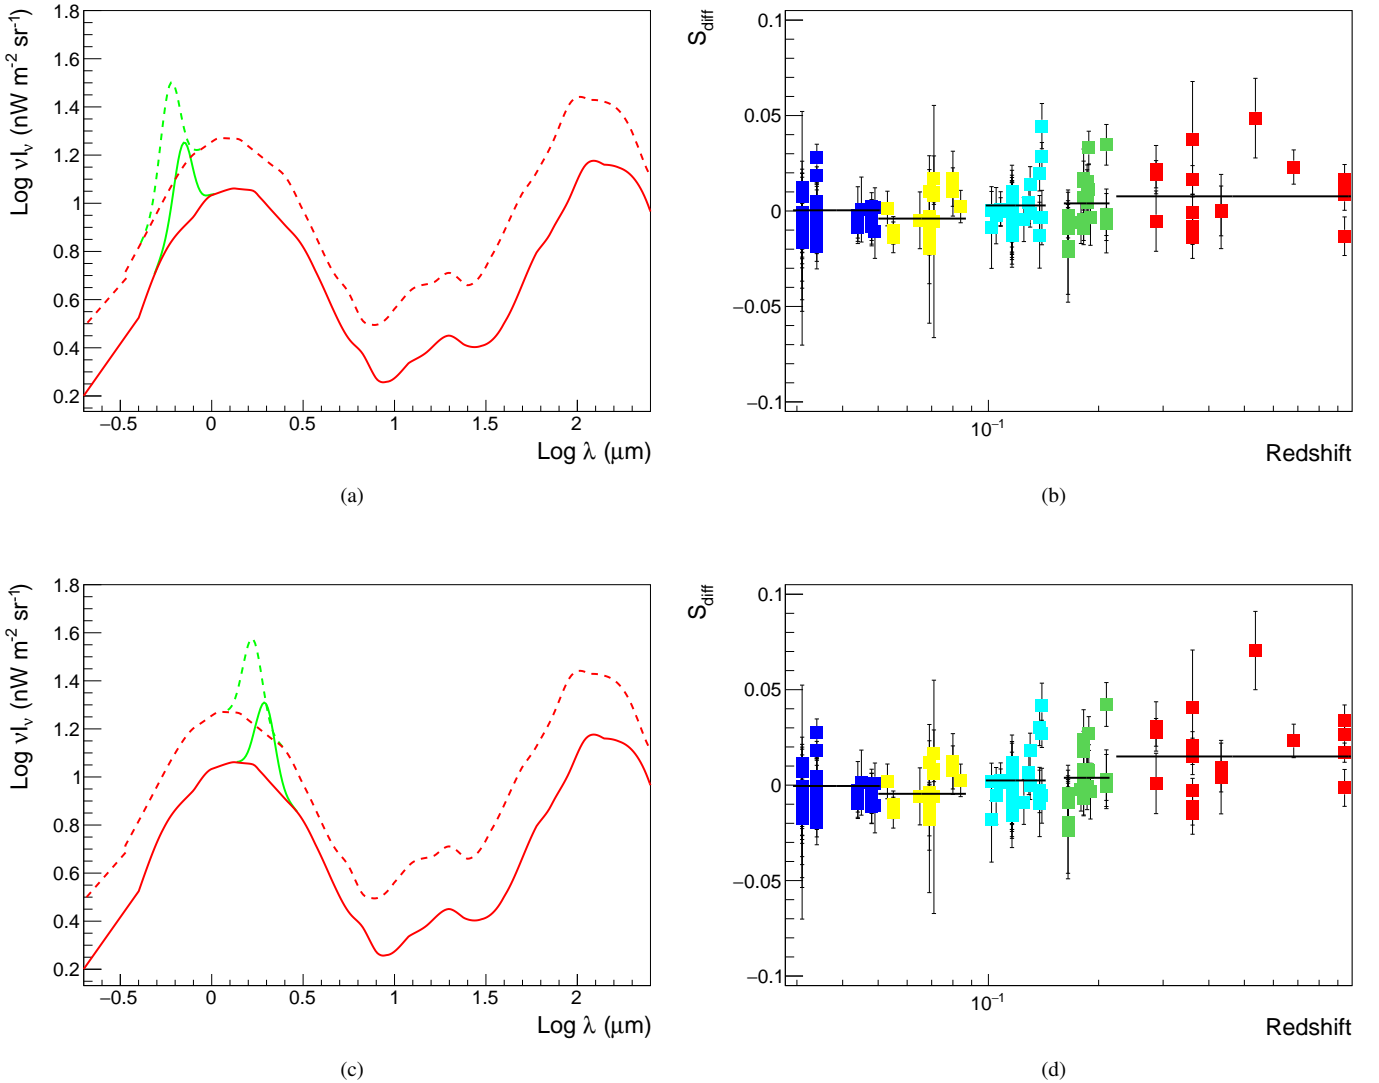 Log νIν (nW m-2 sr-1)
1.8
1.6
1.4
1.2
1
0.8
0.6
0.4
0.2
−0.5 0 0.5 1 1.5 2
Log λ (μm)
(a)
Sdiff
0.1
0.05
0
−0.05
−0.1
10−1
Redshift
(b)
Log νIν (nW m-2 sr-1)
1.8
1.6
1.4
1.2
1
0.8
0.6
0.4
0.2
−0.5 0 0.5 1 1.5 2
Log λ (μm)
(c)
Sdiff
0.1
0.05
0
−0.05
−0.1
10−1
Redshift
(d)